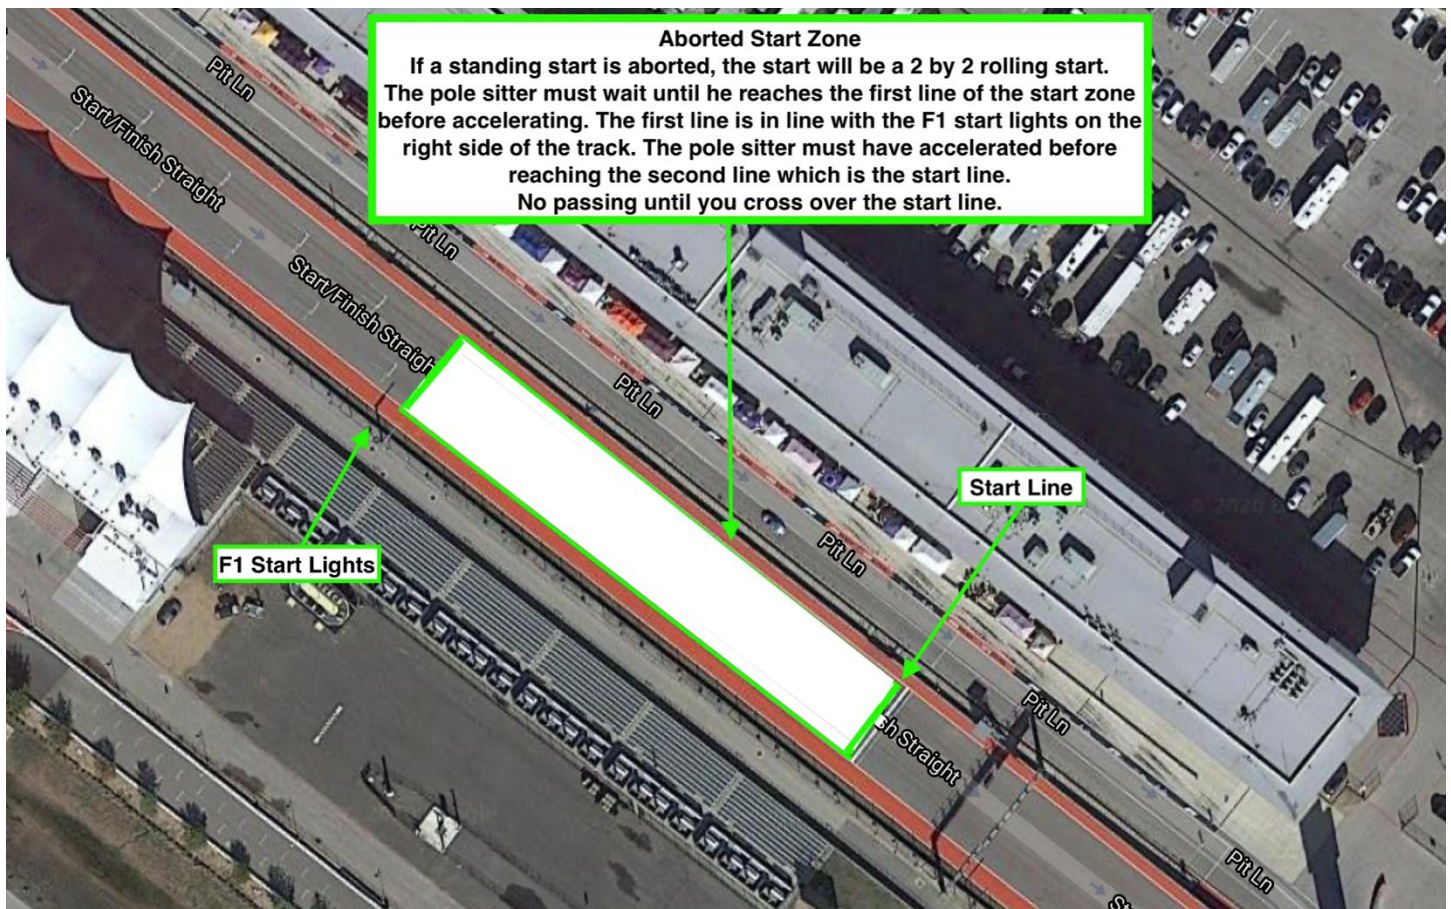 Aborted Start Zone
If a standing start is aborted, the start will be a 2 by 2 rolling start.
The pole sitter must wait until he reaches the first line of the start zone
before accelerating. The first line is in line with the F1 start lights on the
right side of the track. The pole sitter must have accelerated before
reaching the second line which is the start line.
No passing until you cross over the start line.
Pit Ln
Start/Finish Straight
Pit Ln
Start/Finish Straigh
Pit Ln
Start Line
Pit Ln
F1 Start Lights
Pit Ln
sh Straight
Pit Ln
St